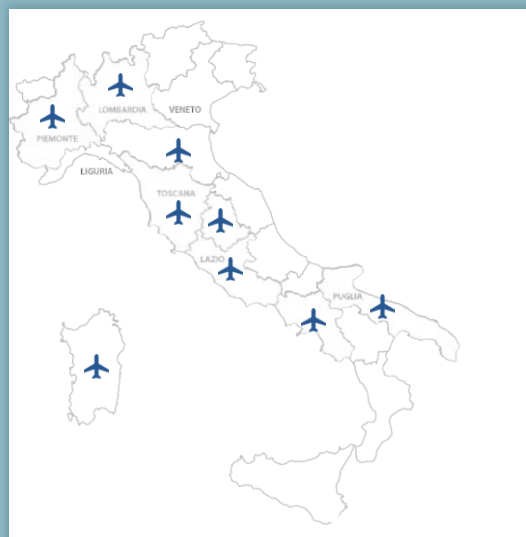 LOMBARDIA
VENETO
PIEMONTE
LIGURIA
TOSCANA
LAZIO
PUGLIA